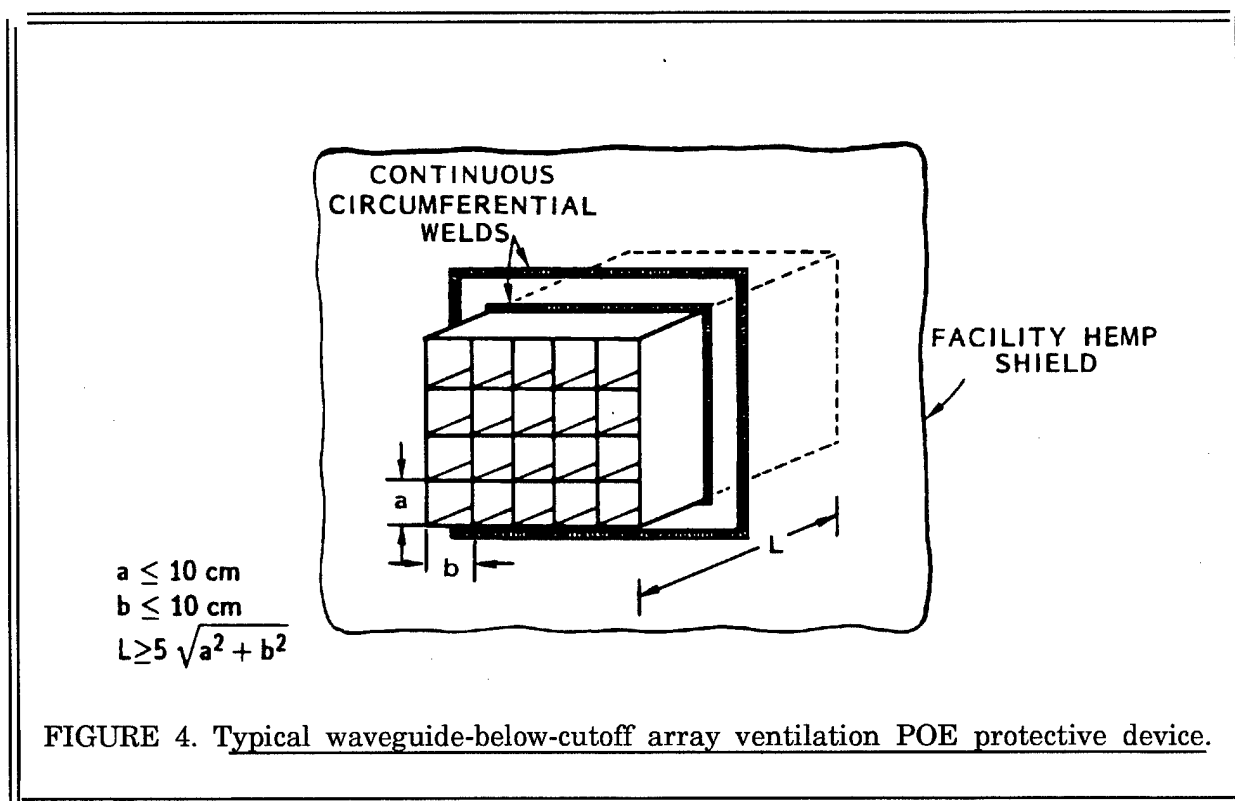 CONTINUOUS
CIRCUMFERENTIAL
WELDS
FACILITY HEMP
SHIELD
a
b
L
a ≤ 10 cm
b ≤ 10 cm
L≥5 √a² + b²
FIGURE 4. Typical waveguide-below-cutoff array ventilation POE protective device.